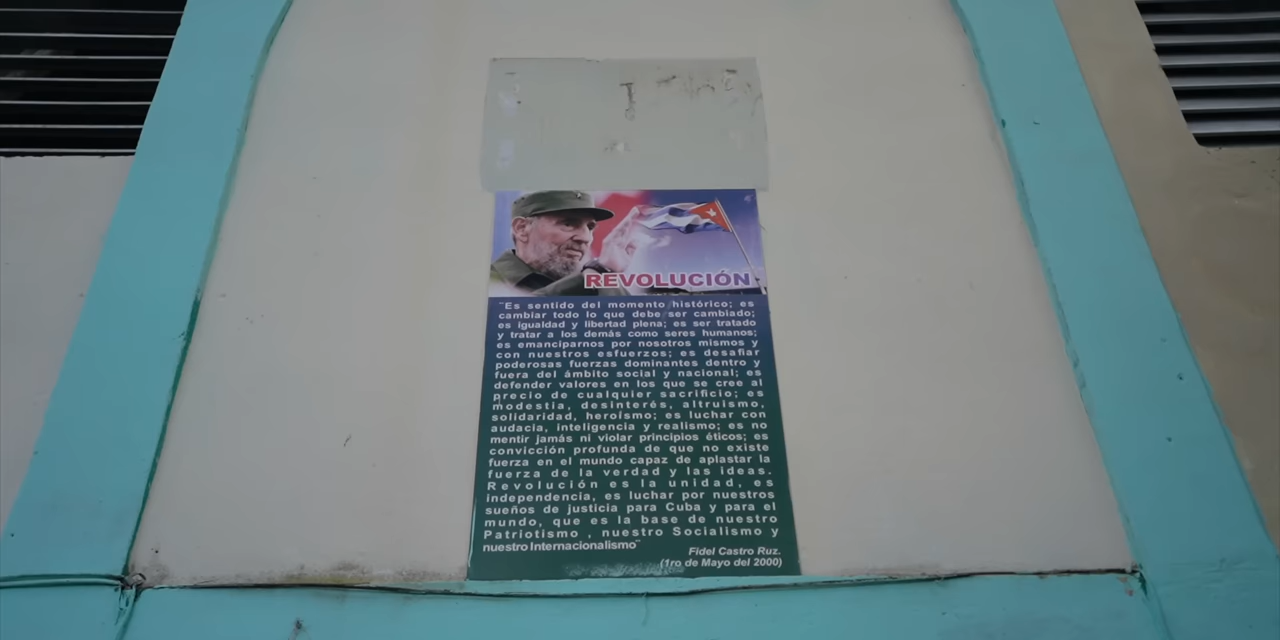 REVOLUCIÓN
"Es sentido del momento histórico; es
cambiar todo lo que debe ser cambiado;
es igualdad y libertad plena; es ser tratado
y tratar a los demás como seres humanos;
es emanciparnos por nosotros mismos y
con nuestros esfuerzos; es desafiar
poderosas fuerzas dominantes dentro y
fuera del ámbito social y nacional; es
defender valores en los que se cree al
precio de cualquier sacrificio; es
modestia, desinterés, altruismo,
solidaridad, heroísmo; es luchar con
audacia, inteligencia y realismo; es no
mentir jamás ni violar principios éticos; es
convicción profunda de que no existe
fuerza en el mundo capaz de aplastar la
fuerza de la verdad y las ideas.
Revolución es la unidad, es
independencia, es luchar por nuestros
sueños de justicia para Cuba y para el
mundo, que es la base de nuestro
Patriotismo , nuestro Socialismo y
nuestro Internacionalismo"
Fidel Castro Ruz.
(1ro de Mayo del 2000)